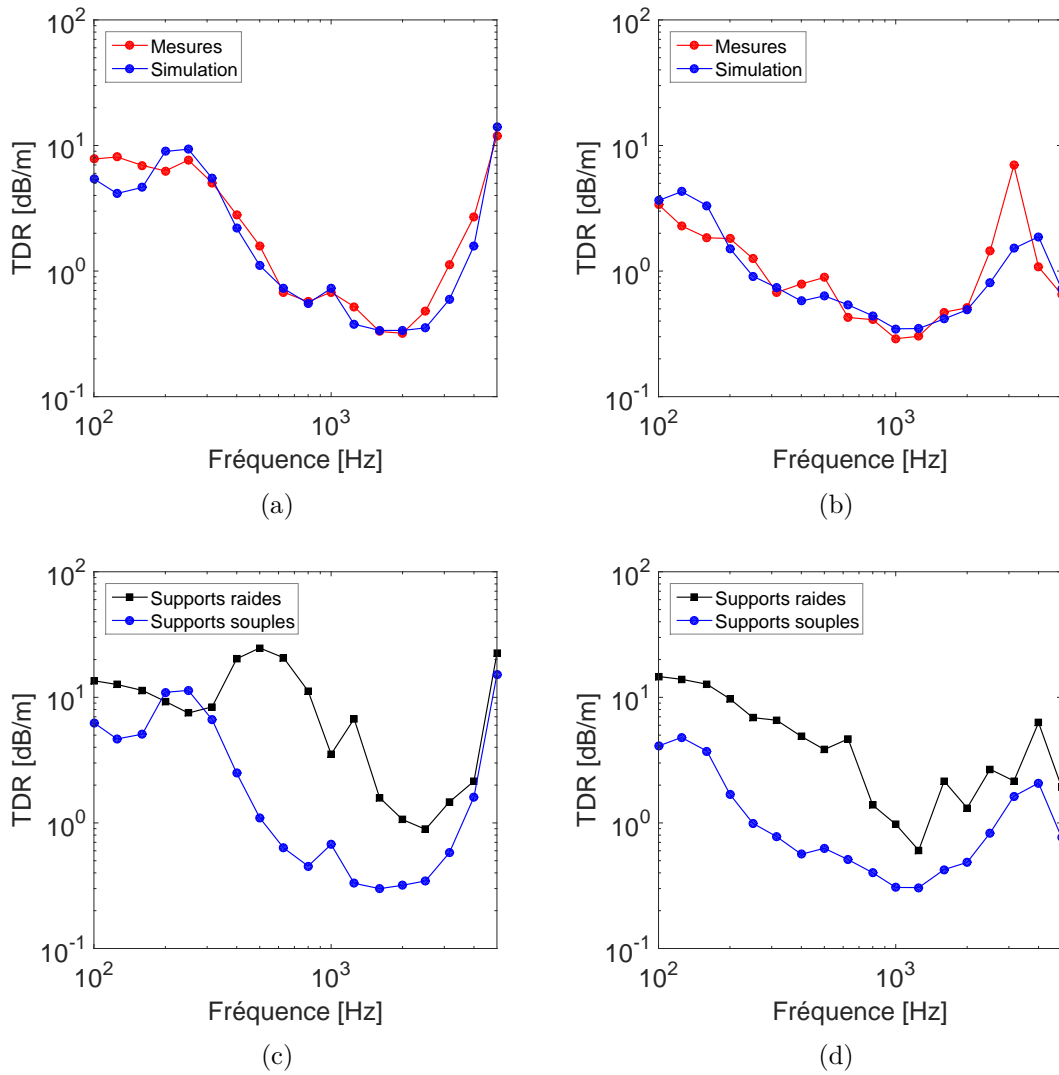 10^2
10^1
10^0
10^-1
TDR [dB/m]
Mesures
Simulation
10^2
10^3
Fréquence [Hz]
(a)
10^2
10^1
10^0
10^-1
TDR [dB/m]
Mesures
Simulation
10^2
10^3
Fréquence [Hz]
(b)
10^2
10^1
10^0
10^-1
TDR [dB/m]
Supports raides
Supports souples
10^2
10^3
Fréquence [Hz]
(c)
10^2
10^1
10^0
10^-1
TDR [dB/m]
Supports raides
Supports souples
10^2
10^3
Fréquence [Hz]
(d)